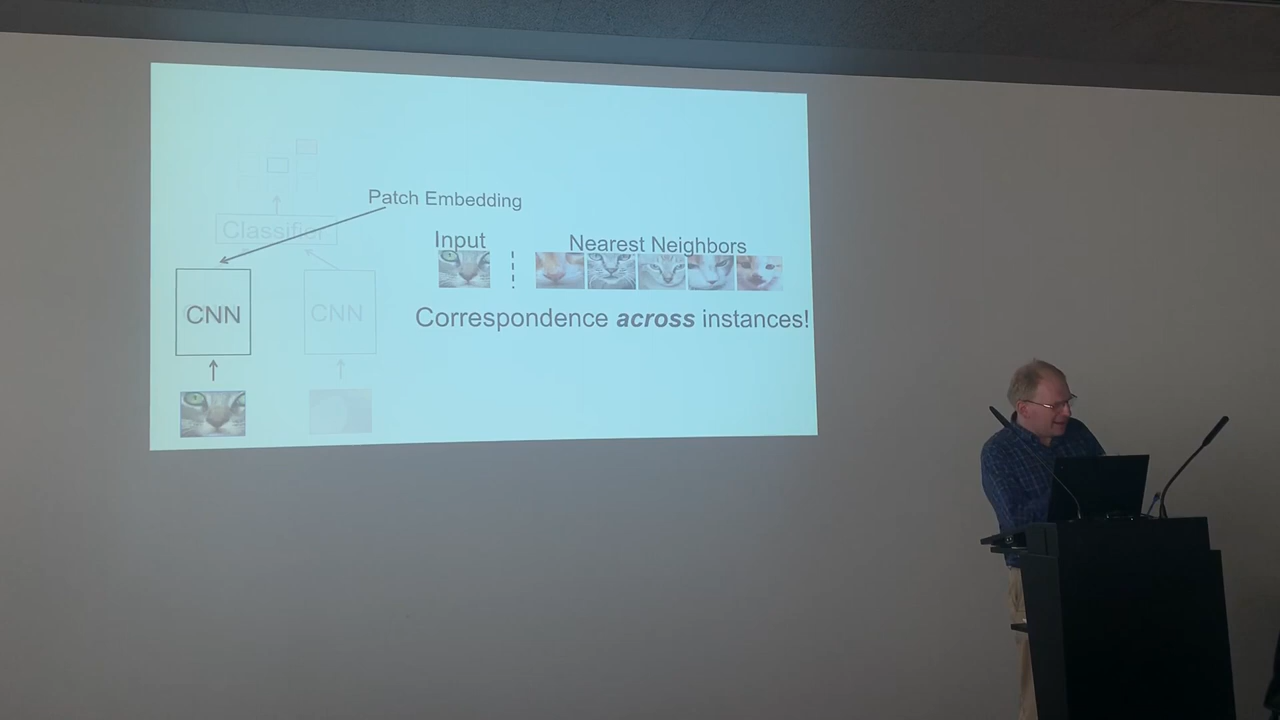 Patch Embedding
Classifier
Input
Nearest Neighbors
CNN
CNN
Correspondence across instances!